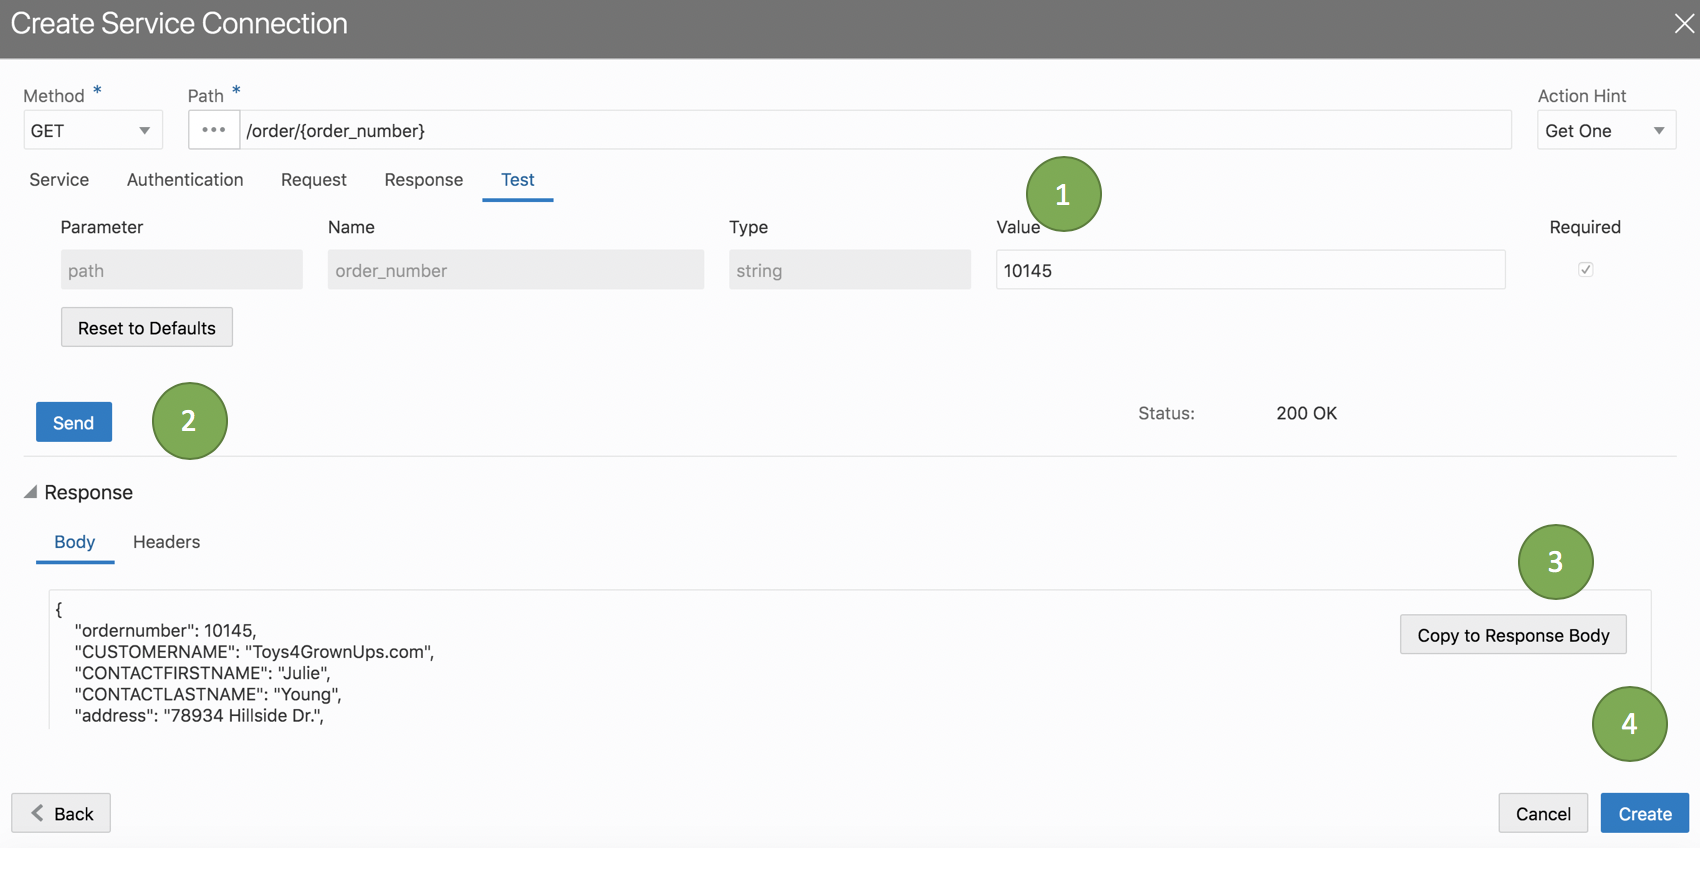 Create Service Connection
Method * Path * Action Hint
GET ••• /order/{order_number} Get One
Service Authentication Request Response Test 1
Parameter Name Type Value Required
path order_number string 10145
Reset to Defaults
Send 2 Status: 200 OK
Response
Body Headers
3
{
"ordernumber": 10145,
Copy to Response Body
"CUSTOMERNAME": "Toys4GrownUps.com",
"CONTACTFIRSTNAME": "Julie",
"CONTACTLASTNAME": "Young",
"address": "78934 Hillside Dr.",
4
Back Cancel Create